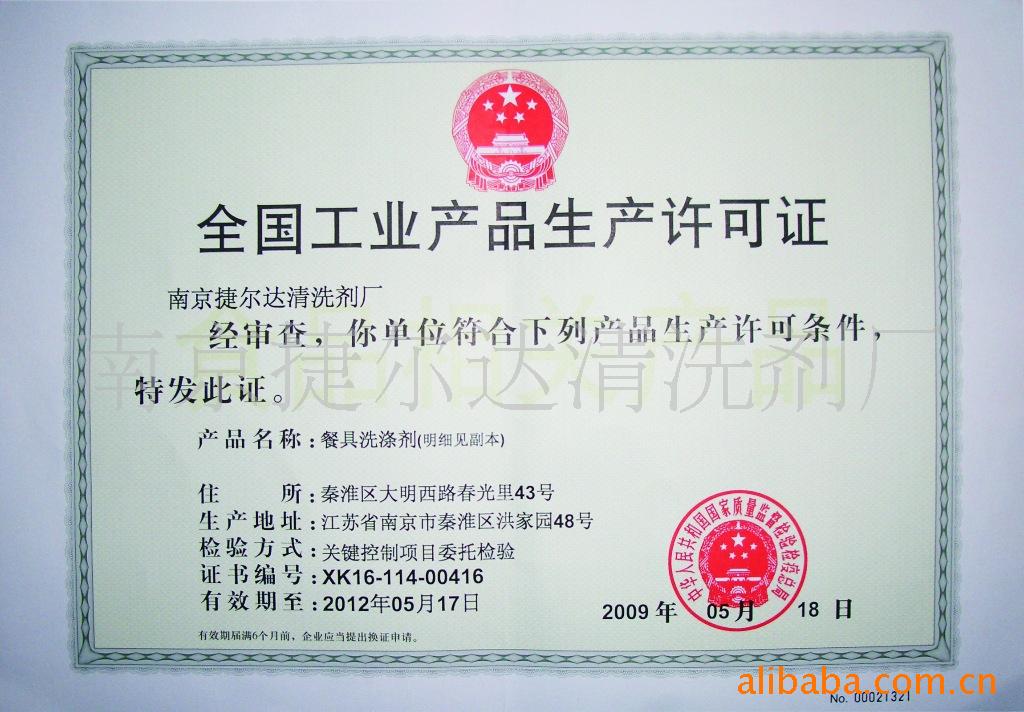 全国工业产品生产许可证
南京捷尔达清洗剂厂
经审查，你单位符合下列产品生产许可条件，
特发此证。
南京捷尔达清洗剂厂
产品名称：餐具洗涤剂(明细见副本)
住 所：秦淮区大明西路春光里43号
生产地址：江苏省南京市秦淮区洪家园48号
检验方式：关键控制项目委托检验
证书编号：XK16-114-00416
有效期至：2012年05月17日
中华人民共和国国家质量监督检验检疫总局
2009年 05月 18日
有效期届满6个月前，企业应当提出换证申请。
alibaba.com.cn
No. 00021321